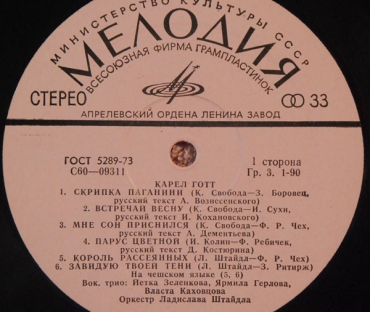 МИНИСТЕРСТВО КУЛЬТУРЫ СССР
МЕЛОДИЯ
ВСЕСОЮЗНАЯ ФИРМА ГРАМПЛАСТИНОК
СТЕРЕО
33
АПРЕЛЕВСКИЙ ОРДЕНА ЛЕНИНА ЗАВОД
ГОСТ 5289-73
1 сторона
С60—09311
Гр. 3. 1-90
КАРЕЛ ГОТТ
1. СКРИПКА ПАГАНИНИ (К. Свобода—З. Боровец,
русский текст А. Вознесенского)
2. ВСТРЕЧАЙ ВЕСНУ (К. Свобода—И. Сухи,
русский текст И. Кохановского)
3. МНЕ СОН ПРИСНИЛСЯ (К. Свобода—Ф. Р. Чех,
русский текст А. Дементьева)
4. ПАРУС ЦВЕТНОЙ (И. Колин—Ф. Ребичек,
русский текст Д. Костюрина)
5. КОРОЛЬ РАССЕЯННЫХ (Л. Штайдл—Ф. Р. Чех)
6. ЗАВИДУЮ ТВОЕЙ ТЕНИ (Л. Штайдл—З. Ритирж)
На чешском языке (5, 6)
Вок. трио: Йетка Зеленкова, Ярмила Герлова,
Власта Каховцова
Оркестр Ладислава Штайдла